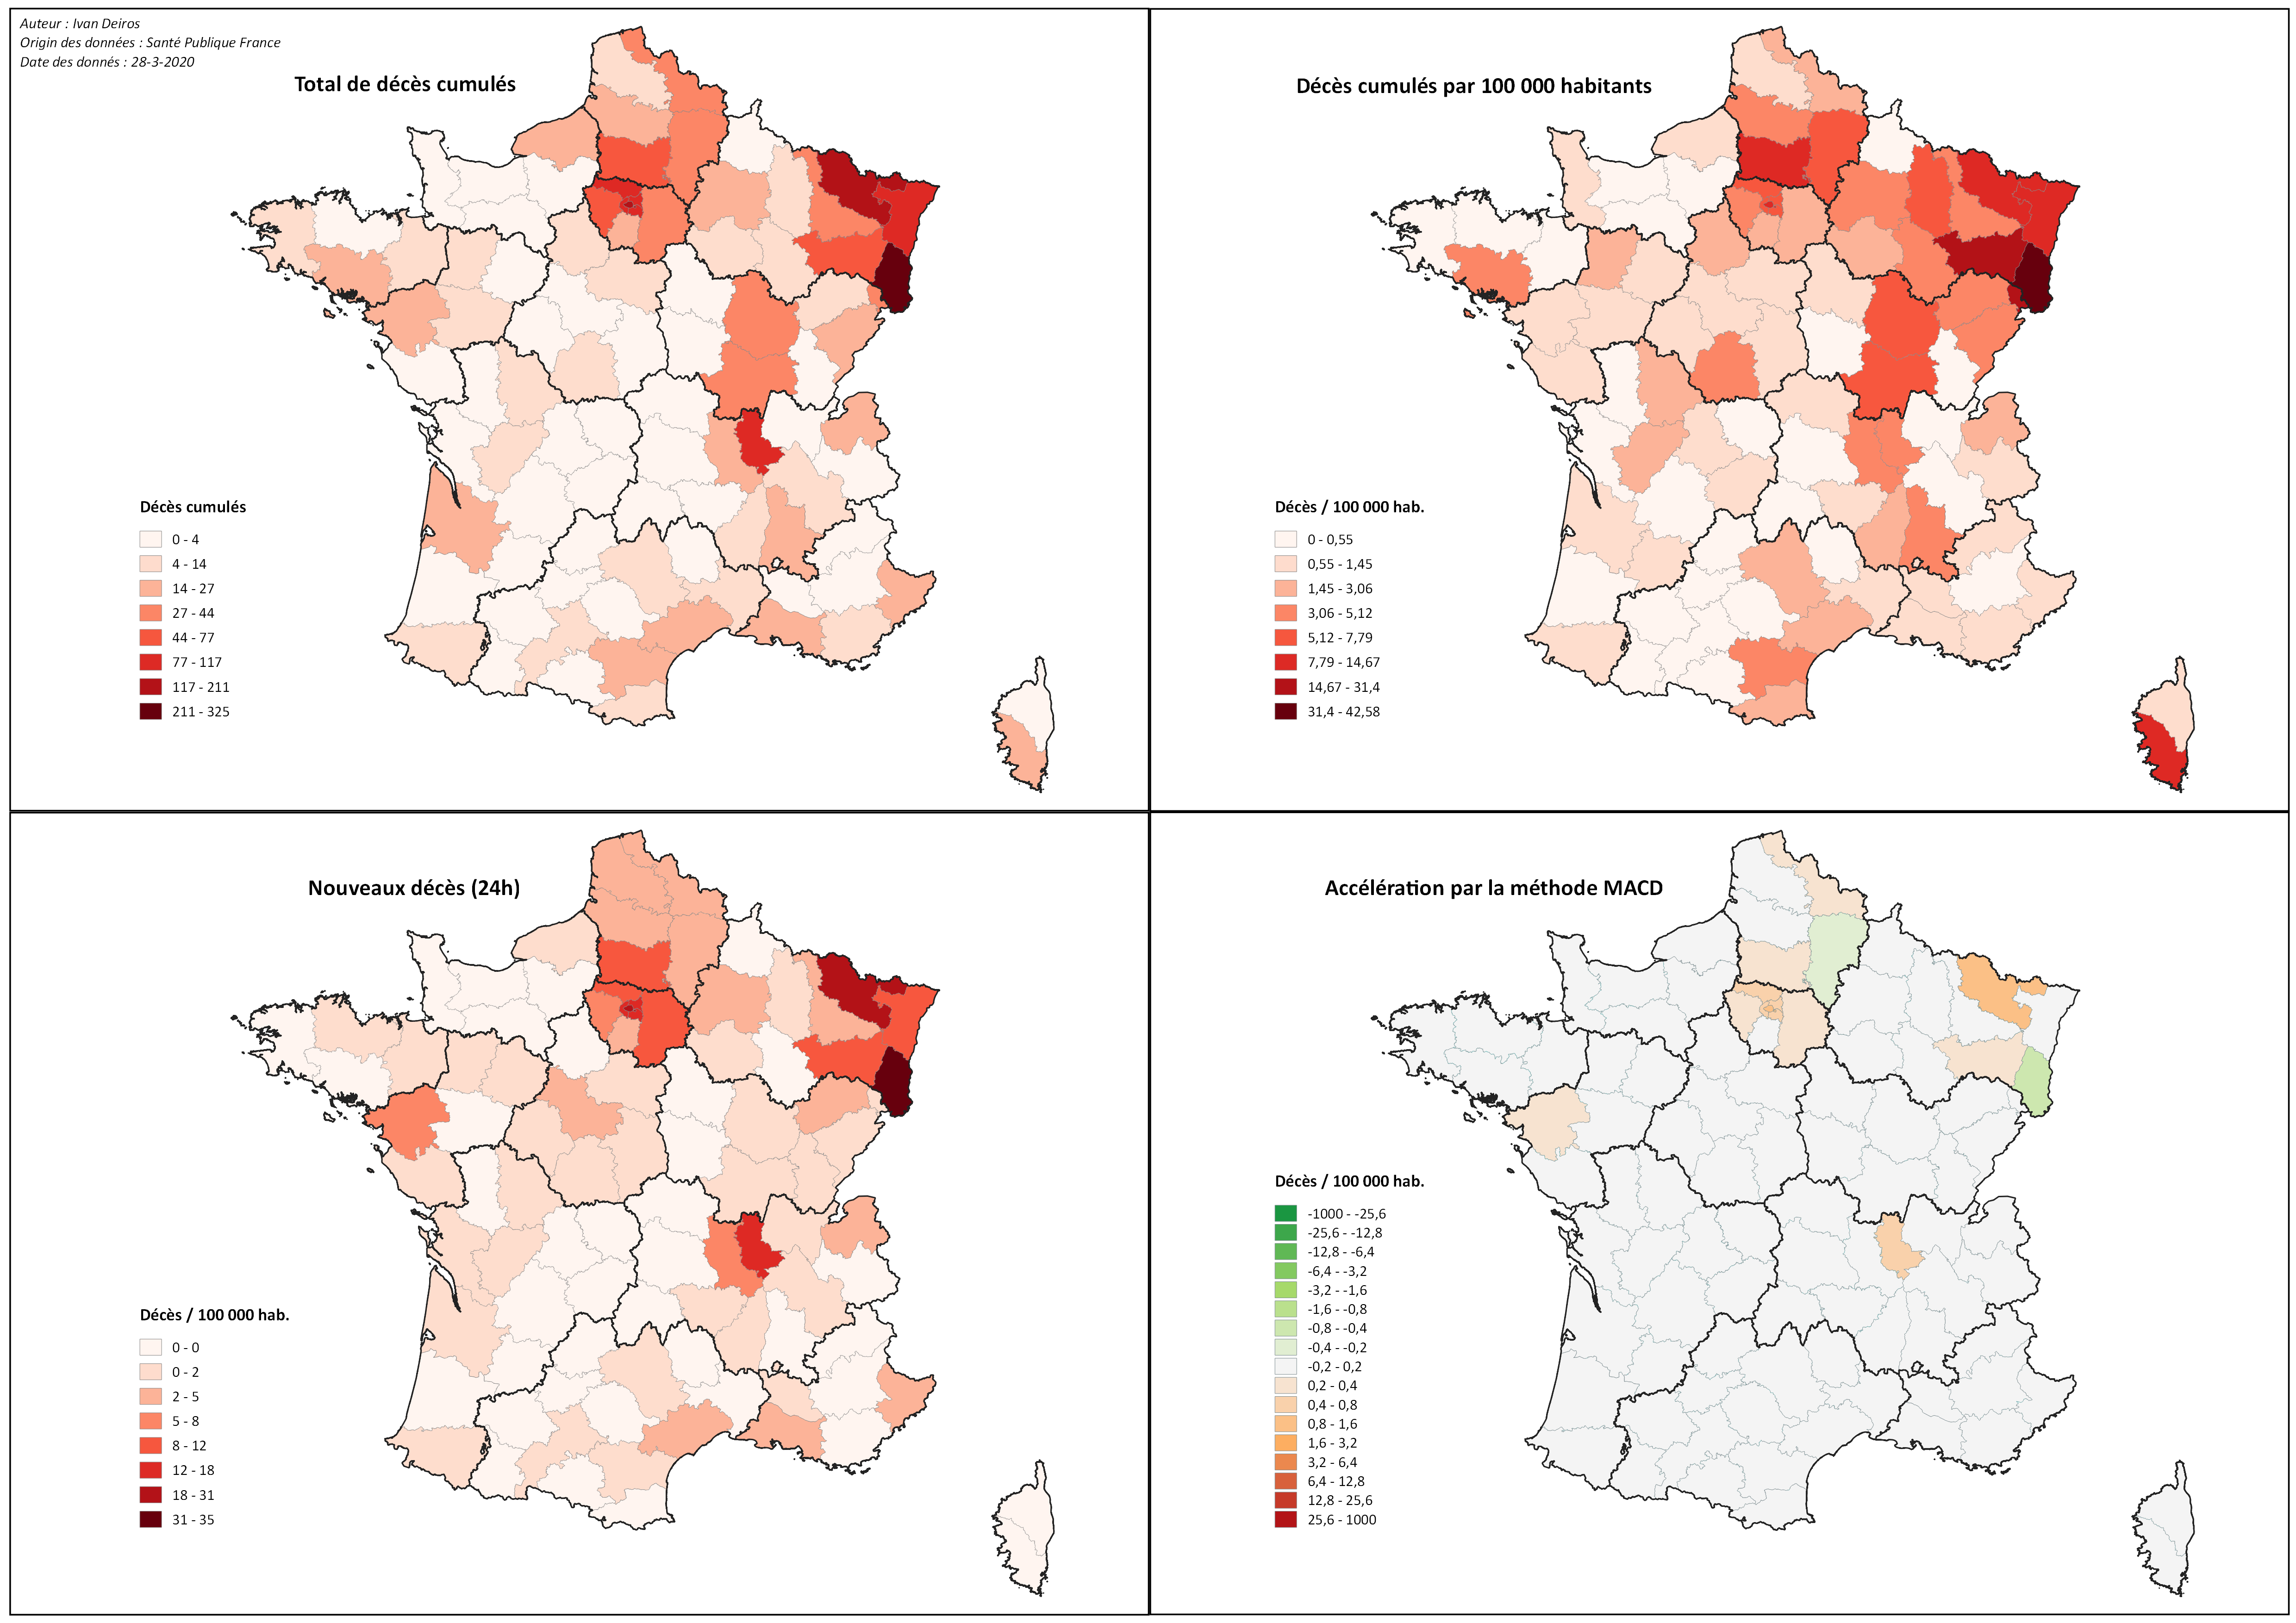 Auteur : Ivan Deiros
Origin des données : Santé Publique France
Date des donnés : 28-3-2020
Total de décès cumulés
Décès cumulés
0 - 4
4 - 14
14 - 27
27 - 44
44 - 77
77 - 117
117 - 211
211 - 325
Décès cumulés par 100 000 habitants
Décès / 100 000 hab.
0 - 0,55
0,55 - 1,45
1,45 - 3,06
3,06 - 5,12
5,12 - 7,79
7,79 - 14,67
14,67 - 31,4
31,4 - 42,58
Nouveaux décès (24h)
Décès / 100 000 hab.
0 - 0
0 - 2
2 - 5
5 - 8
8 - 12
12 - 18
18 - 31
31 - 35
Accélération par la méthode MACD
Décès / 100 000 hab.
-1000 - -25,6
-25,6 - -12,8
-12,8 - -6,4
-6,4 - -3,2
-3,2 - -1,6
-1,6 - -0,8
-0,8 - -0,4
-0,4 - -0,2
-0,2 - 0,2
0,2 - 0,4
0,4 - 0,8
0,8 - 1,6
1,6 - 3,2
3,2 - 6,4
6,4 - 12,8
12,8 - 25,6
25,6 - 1000